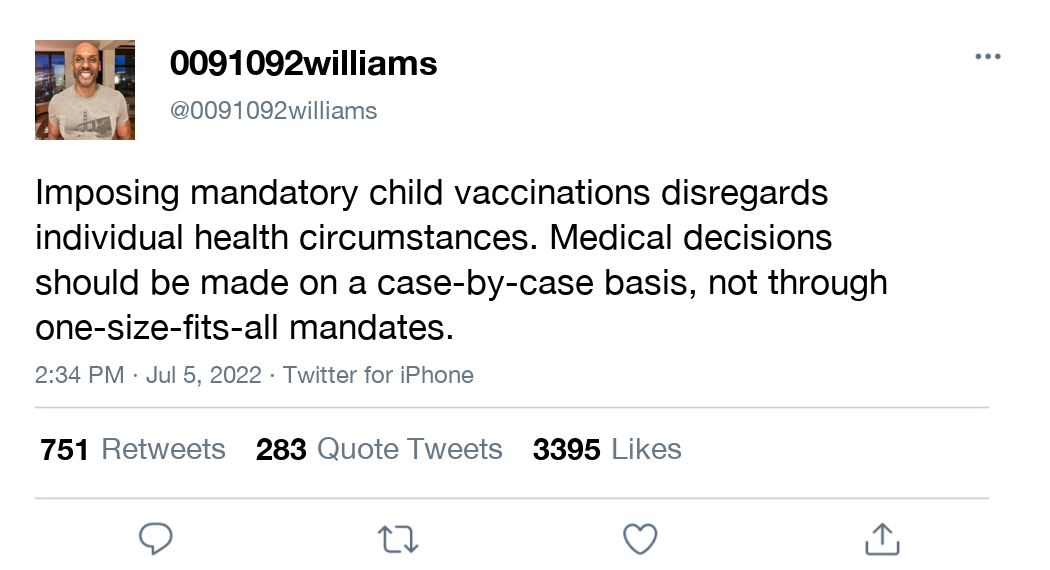 0091092williams
@0091092williams
Imposing mandatory child vaccinations disregards
individual health circumstances. Medical decisions
should be made on a case-by-case basis, not through
one-size-fits-all mandates.
2:34 PM · Jul 5, 2022 · Twitter for iPhone
751 Retweets 283 Quote Tweets 3395 Likes